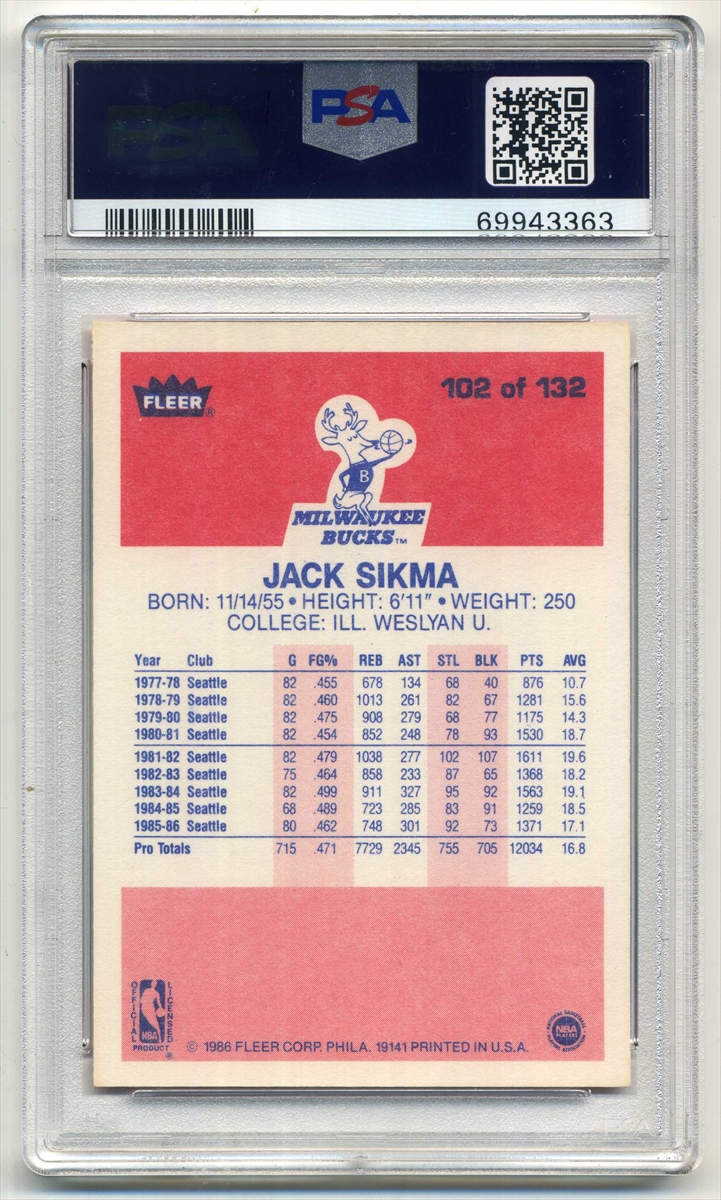 PSA
PSA
69943363
FLEER®
102 of 132
B
MILWAUKEE
BUCKS™
JACK SIKMA
BORN: 11/14/55 • HEIGHT: 6'11" • WEIGHT: 250
COLLEGE: ILL. WESLYAN U.
Year Club G FG% REB AST STL BLK PTS AVG
1977-78 Seattle 82 .455 678 134 68 40 876 10.7
1978-79 Seattle 82 .460 1013 261 82 67 1281 15.6
1979-80 Seattle 82 .475 908 279 68 77 1175 14.3
1980-81 Seattle 82 .454 852 248 78 93 1530 18.7
1981-82 Seattle 82 .479 1038 277 102 107 1611 19.6
1982-83 Seattle 75 .464 858 233 87 65 1368 18.2
1983-84 Seattle 82 .499 911 327 95 92 1563 19.1
1984-85 Seattle 68 .489 723 285 83 91 1259 18.5
1985-86 Seattle 80 .462 748 301 92 73 1371 17.1
Pro Totals 715 .471 7729 2345 755 705 12034 16.8
OFFICIAL LICENSED
NBA
PRODUCT ®
© 1986 FLEER CORP. PHILA. 19141 PRINTED IN U.S.A.
NATIONAL BASKETBALL
NBA
PLAYERS
ASSOCIATION
PSA